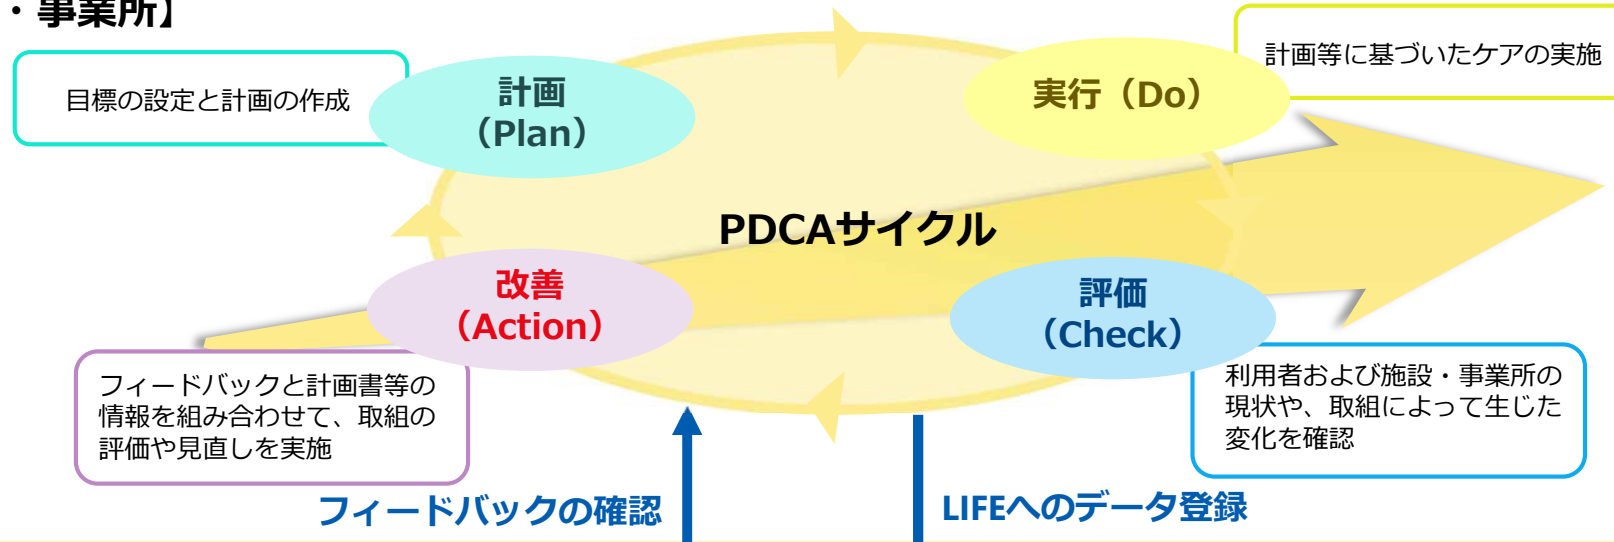 ・事業所】
目標の設定と計画の作成
計画
（Plan）
実行（Do）
計画等に基づいたケアの実施
PDCAサイクル
改善
（Action）
評価
（Check）
フィードバックと計画書等の
情報を組み合わせて、取組の
評価や見直しを実施
利用者および施設・事業所の
現状や、取組によって生じた
変化を確認
フィードバックの確認
LIFEへのデータ登録